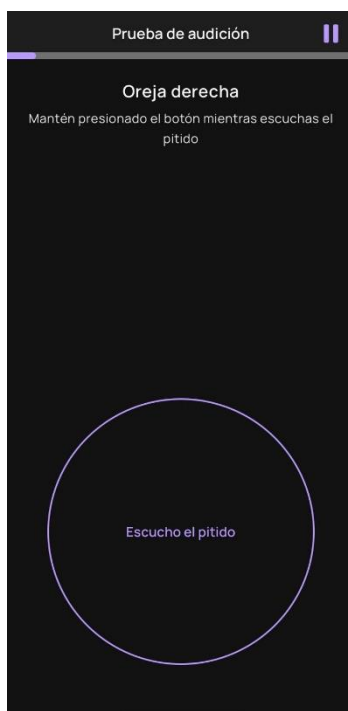 Prueba de audición
Oreja derecha
Mantén presionado el botón mientras escuchas el
pitido
Escucho el pitido